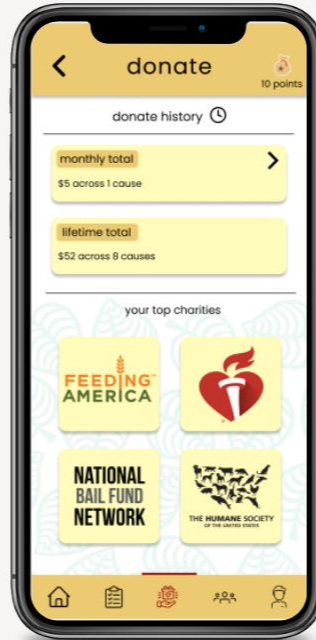 donate
10 points
donate history
monthly total
$5 across 1 cause
lifetime total
$52 across 8 causes
your top charities
FEEDING™
AMERICA
NATIONAL
BAIL FUND
NETWORK
THE HUMANE SOCIETY
OF THE UNITED STATES